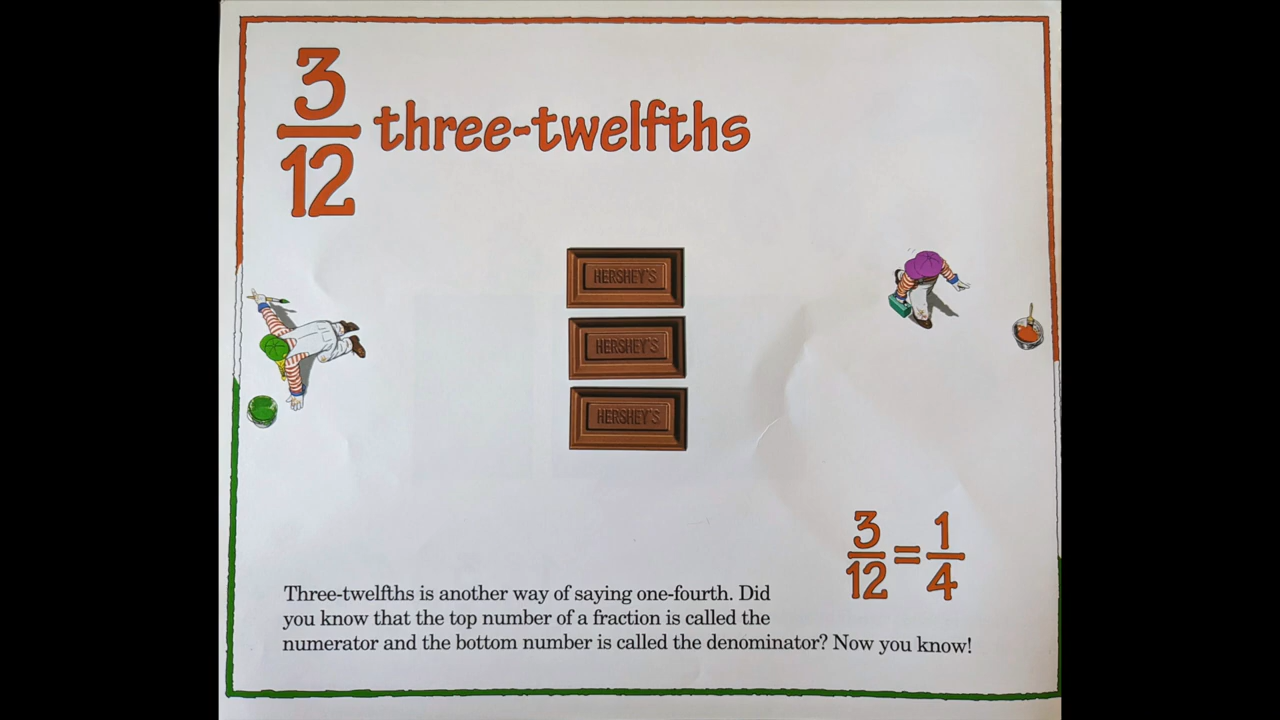 3/12 three-twelfths
HERSHEY'S
HERSHEY'S
HERSHEY'S
3/12 = 1/4
Three-twelfths is another way of saying one-fourth. Did
you know that the top number of a fraction is called the
numerator and the bottom number is called the denominator? Now you know!